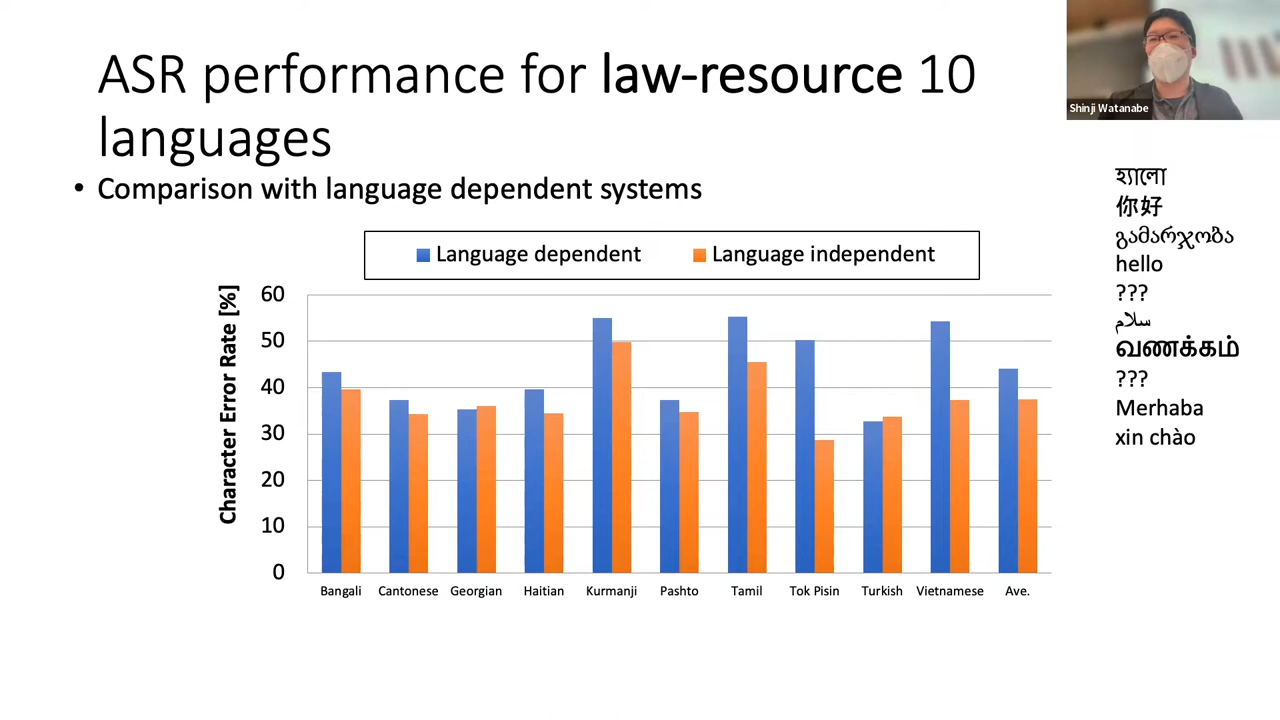 ASR performance for law-resource 10
languages
Shinji Watanabe
• Comparison with language dependent systems
Language dependent
Language independent
Character Error Rate [%]
60
50
40
30
20
10
0
Bangali
Cantonese
Georgian
Haitian
Kurmanji
Pashto
Tamil
Tok Pisin
Turkish
Vietnamese
Ave.
হ্যালো
你好
გამარჯობა
hello
???
سلام
வணக்கம்
???
Merhaba
xin chào